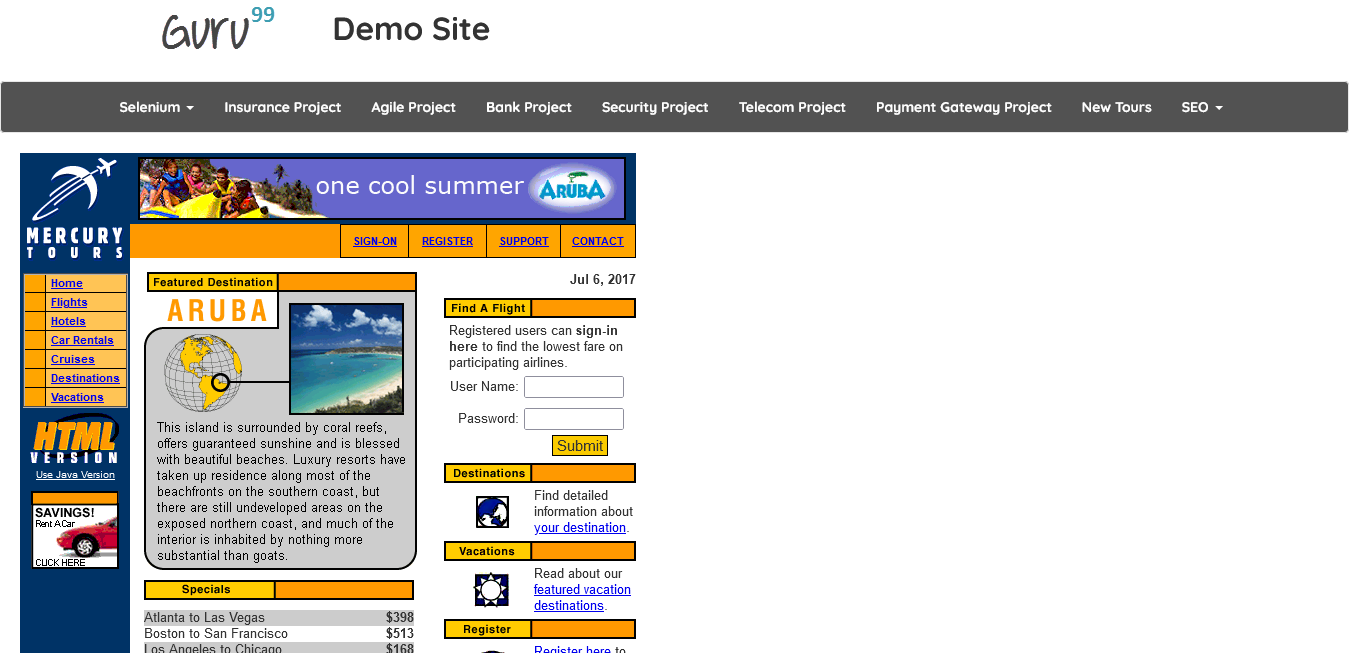 Guru99
Demo Site
Selenium Insurance Project Agile Project Bank Project Security Project Telecom Project Payment Gateway Project New Tours SEO
one cool summer ARUBA
MERCURY
TOURS
SIGN-ON REGISTER SUPPORT CONTACT
Home
Flights
Hotels
Car Rentals
Cruises
Destinations
Vacations
HTML
VERSION
Use Java Version
SAVINGS!
Rent A Car
CLICK HERE
Featured Destination
ARUBA
This island is surrounded by coral reefs,
offers guaranteed sunshine and is blessed
with beautiful beaches. Luxury resorts have
taken up residence along most of the
beachfronts on the southern coast, but
there are still undeveloped areas on the
exposed northern coast, and much of the
interior is inhabited by nothing more
substantial than goats.
Specials
Atlanta to Las Vegas $398
Boston to San Francisco $513
Los Angeles to Chicago $168
Jul 6, 2017
Find A Flight
Registered users can sign-in
here to find the lowest fare on
participating airlines.
User Name:
Password:
Submit
Destinations
Find detailed
information about
your destination.
Vacations
Read about our
featured vacation
destinations.
Register
Register here to